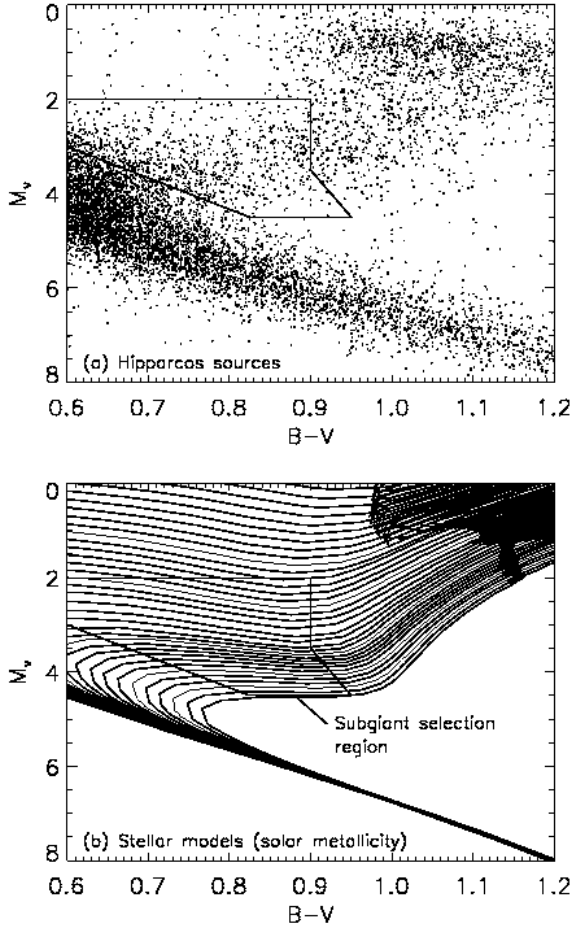 0
2
4
6
8
M_v
(a) Hipparcos sources
0.6 0.7 0.8 0.9 1.0 1.1 1.2
B−V
0
2
4
6
8
M_v
Subgiant selection
region
(b) Stellar models (solar metallicity)
0.6 0.7 0.8 0.9 1.0 1.1 1.2
B−V